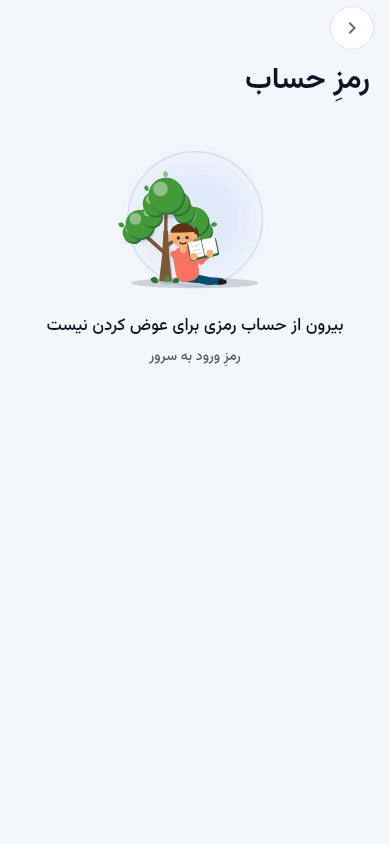 رمزِ حساب
بیرون از حساب رمزی برای عوض کردن نیست
رمزِ ورود به سرور